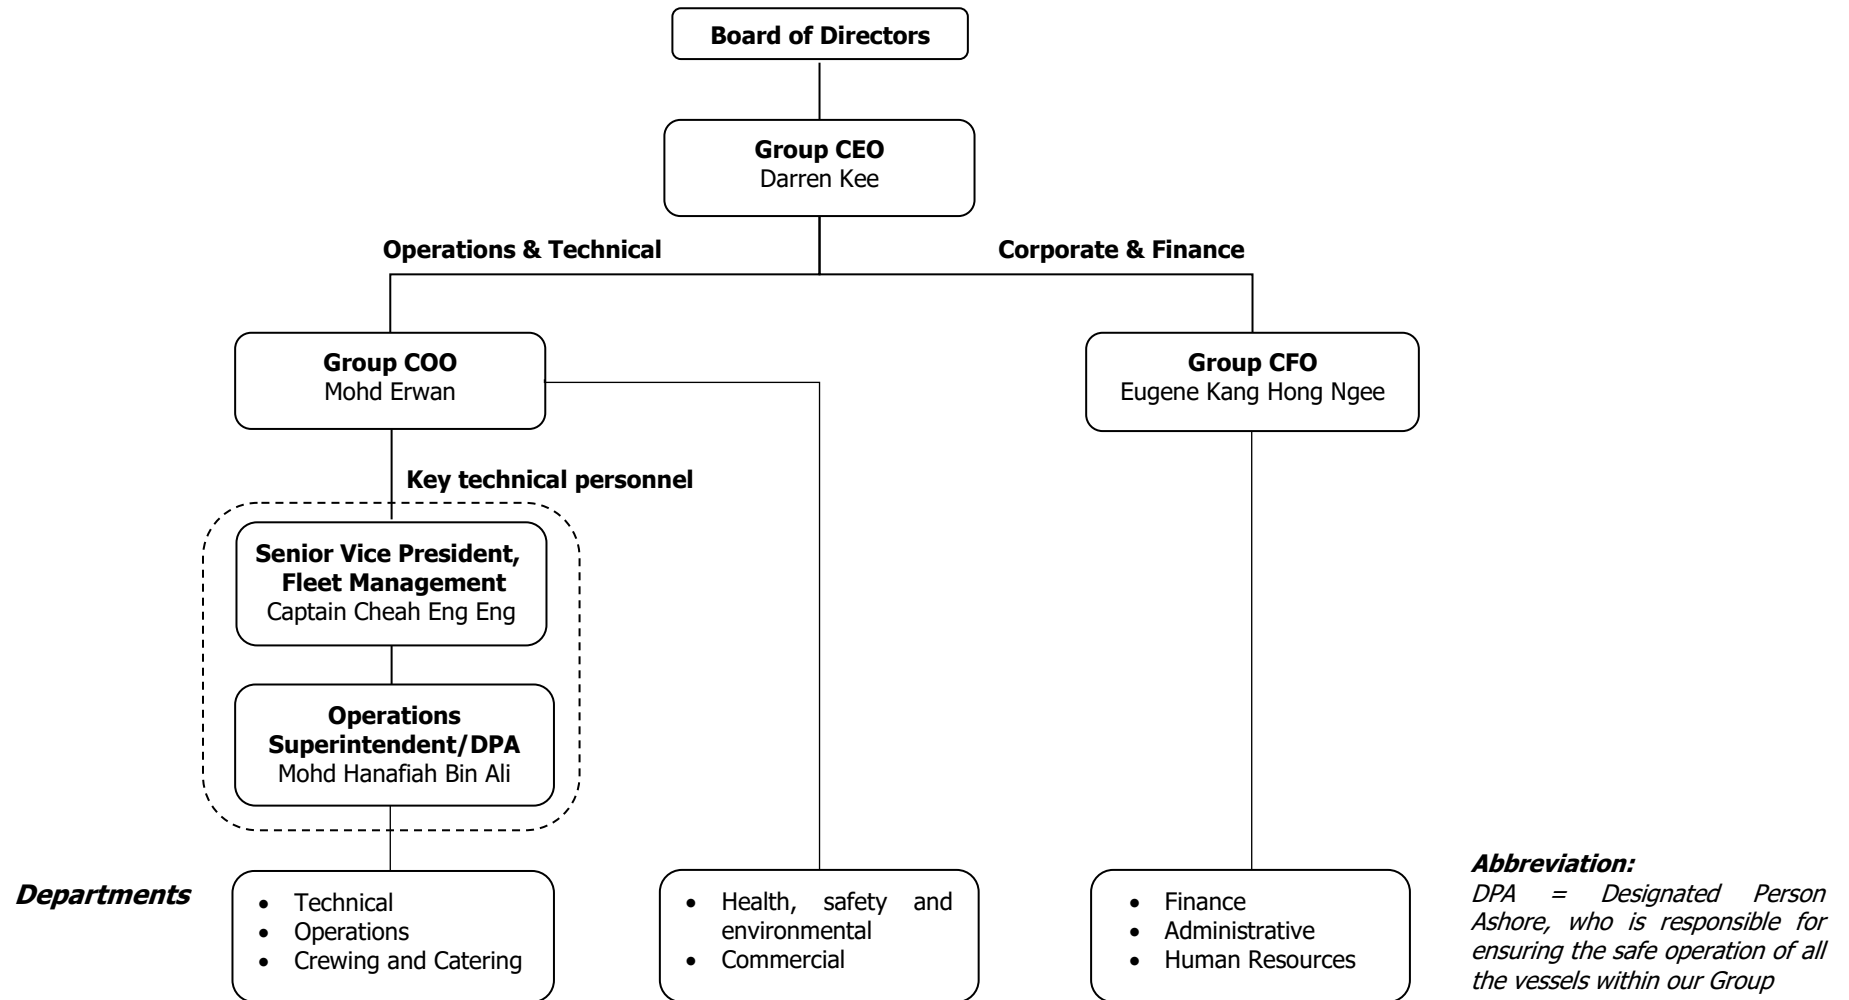 Board of Directors
Group CEO
Darren Kee
Operations & Technical
Corporate & Finance
Group COO
Mohd Erwan
Group CFO
Eugene Kang Hong Ngee
Key technical personnel
Senior Vice President,
Fleet Management
Captain Cheah Eng Eng
Operations
Superintendent/DPA
Mohd Hanafiah Bin Ali
Departments
• Technical
• Operations
• Crewing and Catering
• Health, safety and
environmental
• Commercial
• Finance
• Administrative
• Human Resources
Abbreviation:
DPA = Designated Person
Ashore, who is responsible for
ensuring the safe operation of all
the vessels within our Group